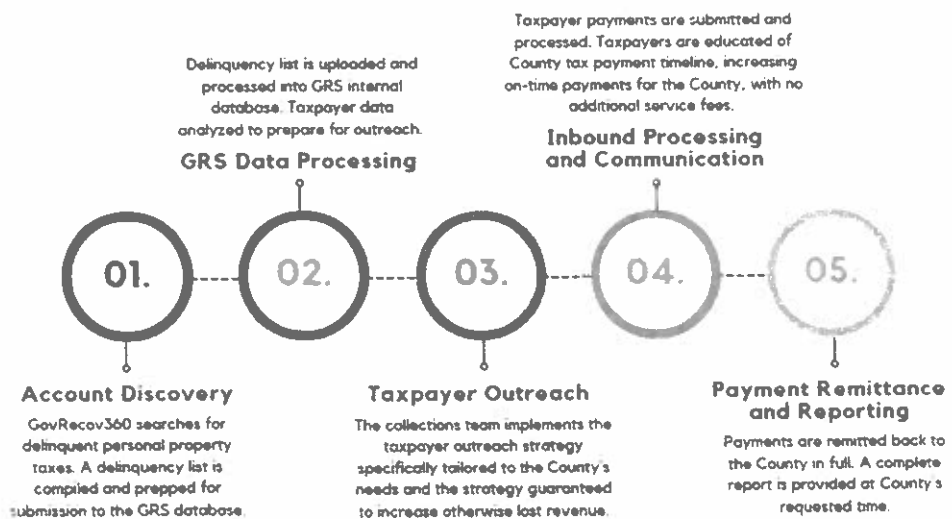 Taxpayer payments are submitted and
processed. Taxpayers are educated of
County tax payment timeline, increasing
on-time payments for the County, with no
additional service fees.
Inbound Processing
and Communication
Delinquency list is uploaded and
processed into GRS internal
database. Taxpayer data
analyzed to prepare for outreach.
GRS Data Processing
01.
02.
03.
04.
05.
Account Discovery
GovRecov360 searches for
delinquent personal property
taxes. A delinquency list is
compiled and prepped for
submission to the GRS database.
Taxpayer Outreach
The collections team implements the
taxpayer outreach strategy
specifically tailored to the County's
needs and the strategy guaranteed
to increase otherwise lost revenue.
Payment Remittance
and Reporting
Payments are remitted back to
the County in full. A complete
report is provided at County's
requested time.